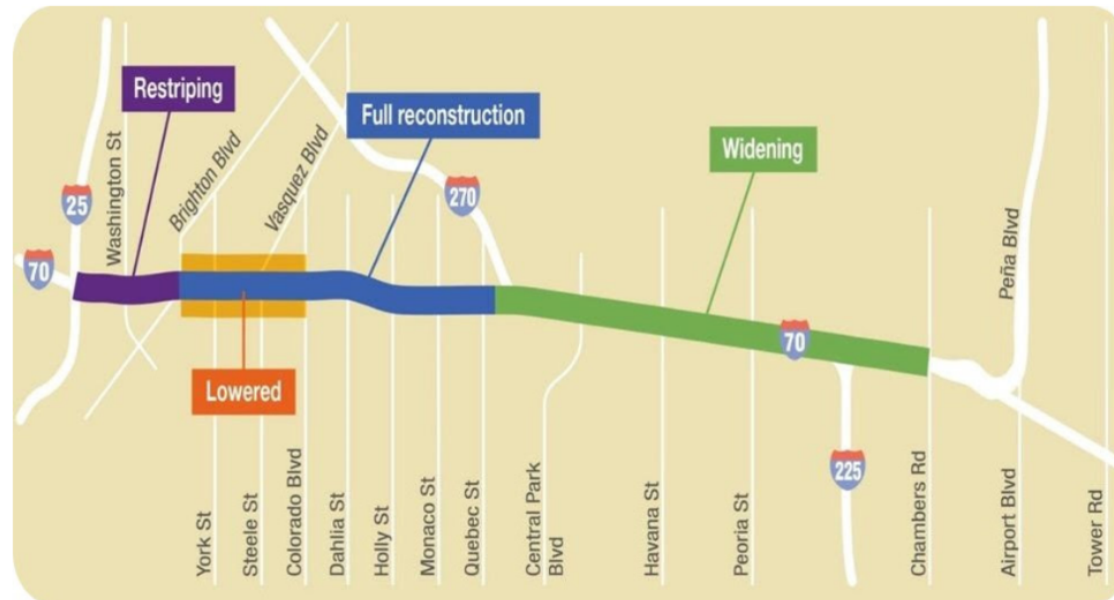 Restriping
Full reconstruction
Widening
Lowered
25
70
270
70
225
Washington St
Brighton Blvd
Vasquez Blvd
York St
Steele St
Colorado Blvd
Dahlia St
Holly St
Monaco St
Quebec St
Central Park
Blvd
Havana St
Peoria St
Chambers Rd
Peña Blvd
Airport Blvd
Tower Rd